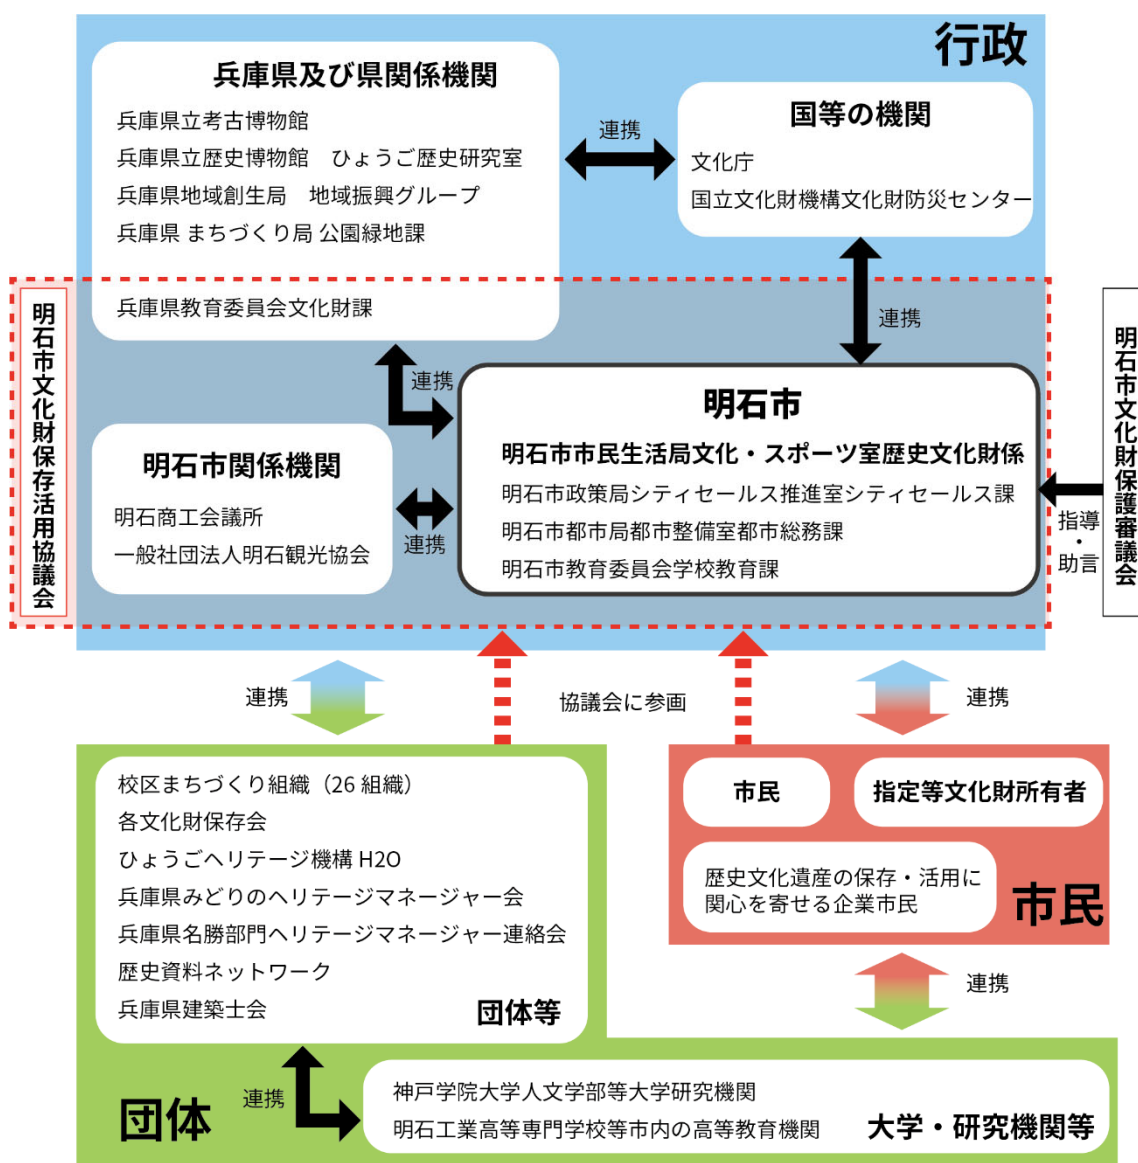 行政
兵庫県及び県関係機関
兵庫県立考古博物館
兵庫県立歴史博物館　ひょうご歴史研究室
兵庫県地域創生局　地域振興グループ
兵庫県 まちづくり局 公園緑地課
兵庫県教育委員会文化財課
連携
国等の機関
文化庁
国立文化財機構文化財防災センター
連携
連携
明石市文化財保存活用協議会
明石市関係機関
明石商工会議所
一般社団法人明石観光協会
連携
明石市
明石市市民生活局文化・スポーツ室歴史文化財係
明石市政策局シティセールス推進室シティセールス課
明石市都市局都市整備室都市総務課
明石市教育委員会学校教育課
指導・助言
明石市文化財保護審議会
連携
協議会に参画
連携
校区まちづくり組織（26 組織）
各文化財保存会
ひょうごヘリテージ機構 H2O
兵庫県みどりのヘリテージマネージャー会
兵庫県名勝部門ヘリテージマネージャー連絡会
歴史資料ネットワーク
兵庫県建築士会
団体等
市民
指定等文化財所有者
歴史文化遺産の保存・活用に
関心を寄せる企業市民
市民
連携
団体
連携
神戸学院大学人文学部等大学研究機関
明石工業高等専門学校等市内の高等教育機関
大学・研究機関等